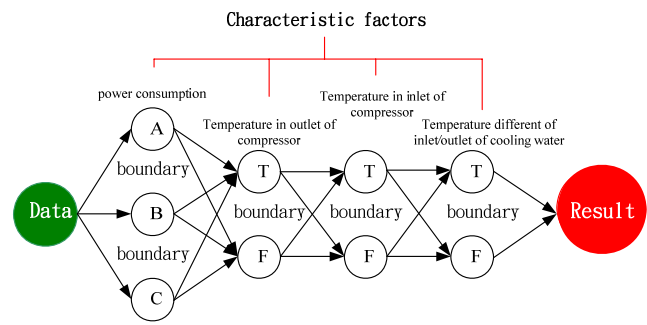 Characteristic factors
power consumption
Temperature in outlet of
compressor
Temperature in inlet of
compressor
Temperature different of
inlet/outlet of cooling water
A
boundary
B
boundary
C
Data
T
boundary
F
T
boundary
F
T
boundary
F
Result